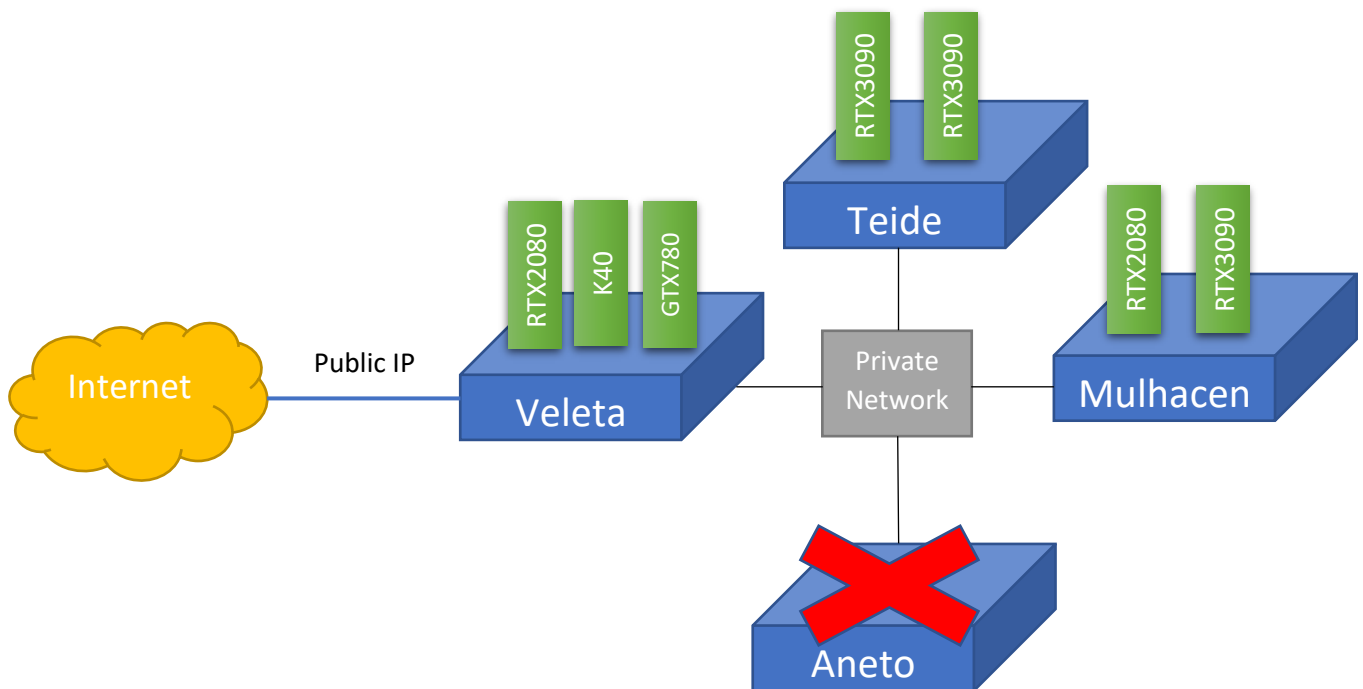 RTX3090
RTX3090
Teide
RTX2080
RTX3090
Mulhacen
RTX2080
K40
GTX780
Veleta
Public IP
Internet
Private
Network
Aneto